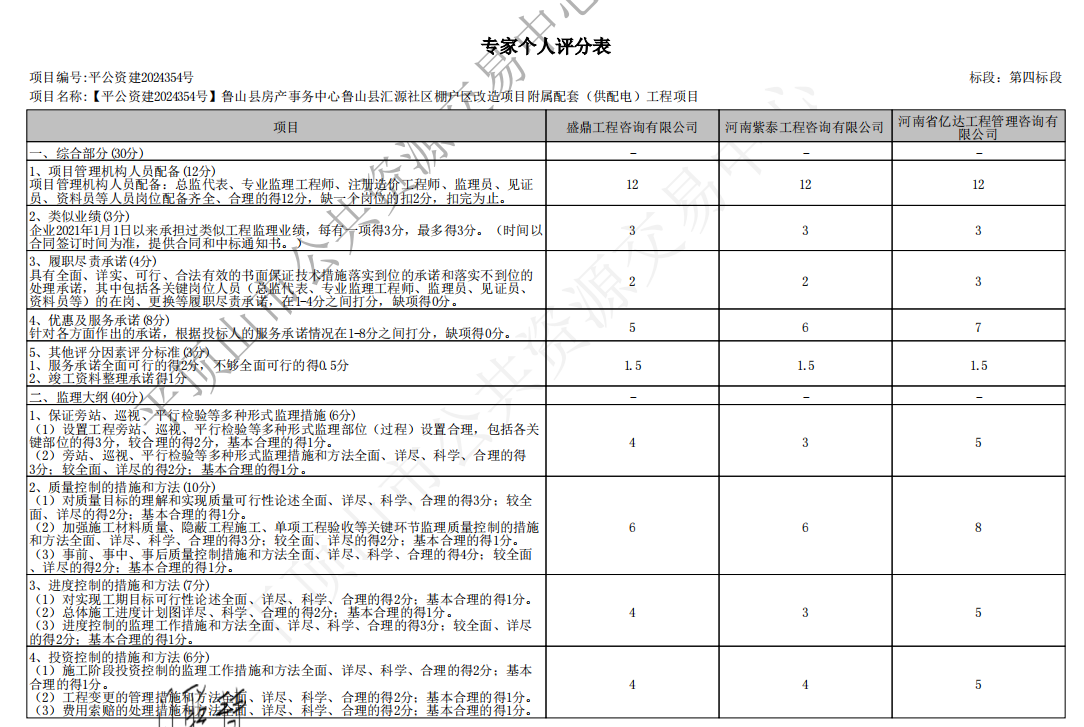 专家个人评分表
项目编号:平公资建2024354号
标段：第四标段
项目名称:【平公资建2024354号】鲁山县房产事务中心鲁山县汇源社区棚户区改造项目附属配套（供配电）工程项目
项目 盛鼎工程咨询有限公司 河南紫泰工程咨询有限公司 河南省亿达工程管理咨询有
限公司
一、综合部分(30分) — — —
1、项目管理机构人员配备(12分)
项目管理机构人员配备：总监代表、专业监理工程师、注册造价工程师、监理员、见证
员、资料员等人员岗位配备齐全、合理的得12分，缺一个岗位的扣2分，扣完为止。
12 12 12
2、类似业绩(3分)
企业2021年1月1日以来承担过类似工程监理业绩，每有一项得3分，最多得3分。（时间以
合同签订时间为准，提供合同和中标通知书。）
3 3 3
3、履职尽责承诺(4分)
具有全面、详实、可行、合法有效的书面保证技术措施落实到位的承诺和落实不到位的
处理承诺，其中包括各关键岗位人员（总监代表、专业监理工程师、监理员、见证员、
资料员等）的在岗、更换等履职尽责承诺，在1-4分之间打分，缺项得0分。
2 2 3
4、优惠及服务承诺(8分)
针对各方面作出的承诺，根据投标人的服务承诺情况在1-8分之间打分，缺项得0分。
5 6 7
5、其他评分因素评分标准(3分)
1、服务承诺全面可行的得2分，不够全面可行的得0.5分
2、竣工资料整理承诺得1分
1.5 1.5 1.5
二、监理大纲(40分) — — —
1、保证旁站、巡视、平行检验等多种形式监理措施(6分)
（1）设置工程旁站、巡视、平行检验等多种形式监理部位（过程）设置合理，包括各关
键部位的得3分，较合理的得2分，基本合理的得1分。
（2）旁站、巡视、平行检验等多种形式监理措施和方法全面、详尽、科学、合理的得
3分；较全面、详尽的得2分；基本合理的得1分。
4 3 5
2、质量控制的措施和方法(10分)
（1）对质量目标的理解和实现质量可行性论述全面、详尽、科学、合理的得3分；较全
面、详尽的得2分；基本合理的得1分。
（2）加强施工材料质量、隐蔽工程施工、单项工程验收等关键环节监理质量控制的措施
和方法全面、详尽、科学、合理的得3分；较全面、详尽的得2分；基本合理的得1分。
（3）事前、事中、事后质量控制措施和方法全面、详尽、科学、合理的得4分；较全面
、详尽的得2分；基本合理的得1分。
6 6 8
3、进度控制的措施和方法(7分)
（1）对实现工期目标可行性论述全面、详尽、科学、合理的得2分；基本合理的得1分。
（2）总体施工进度计划图详尽、科学、合理的得2分；基本合理的得1分。
（3）进度控制的监理工作措施和方法全面、详尽、科学、合理的得3分；较全面、详尽
的得2分；基本合理的得1分。
4 3 5
4、投资控制的措施和方法(6分)
（1）施工阶段投资控制的监理工作措施和方法全面、详尽、科学、合理的得2分；基本
合理的得1分。
（2）工程变更的管理措施和方法全面、详尽、科学、合理的得2分；基本合理的得1分。
（3）费用索赔的处理措施和方法全面、详尽、科学、合理的得2分；基本合理的得1分。
4 4 5
平顶山市公共资源交易中心
平顶山市公共资源交易中心